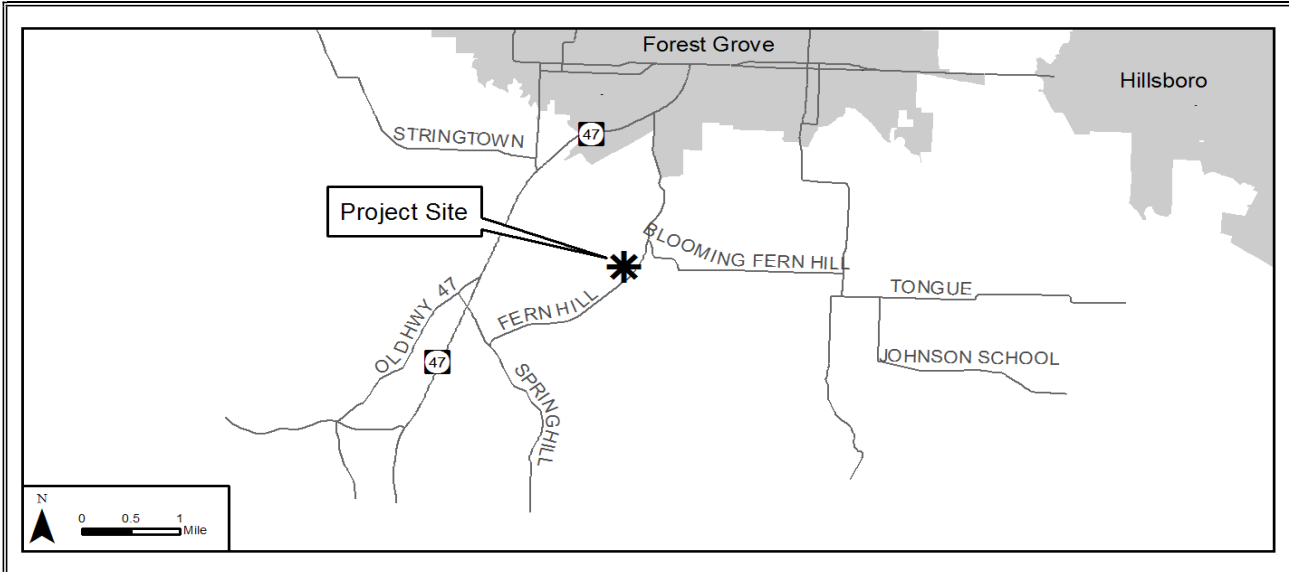 Forest Grove
Hillsboro
STRINGTOWN
47
Project Site
BLOOMING FERN HILL
OLD HWY 47
FERN HILL
TONGUE
47
JOHNSON SCHOOL
SPRINGHILL
N
0 0.5 1
Mile